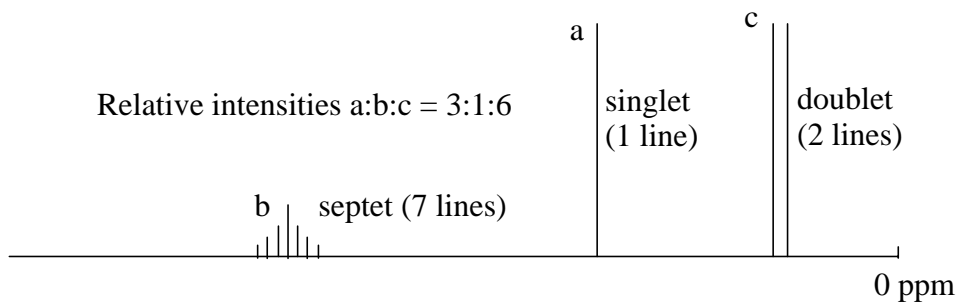 a
c
Relative intensities a:b:c = 3:1:6
singlet
(1 line)
doublet
(2 lines)
b
septet (7 lines)
0 ppm